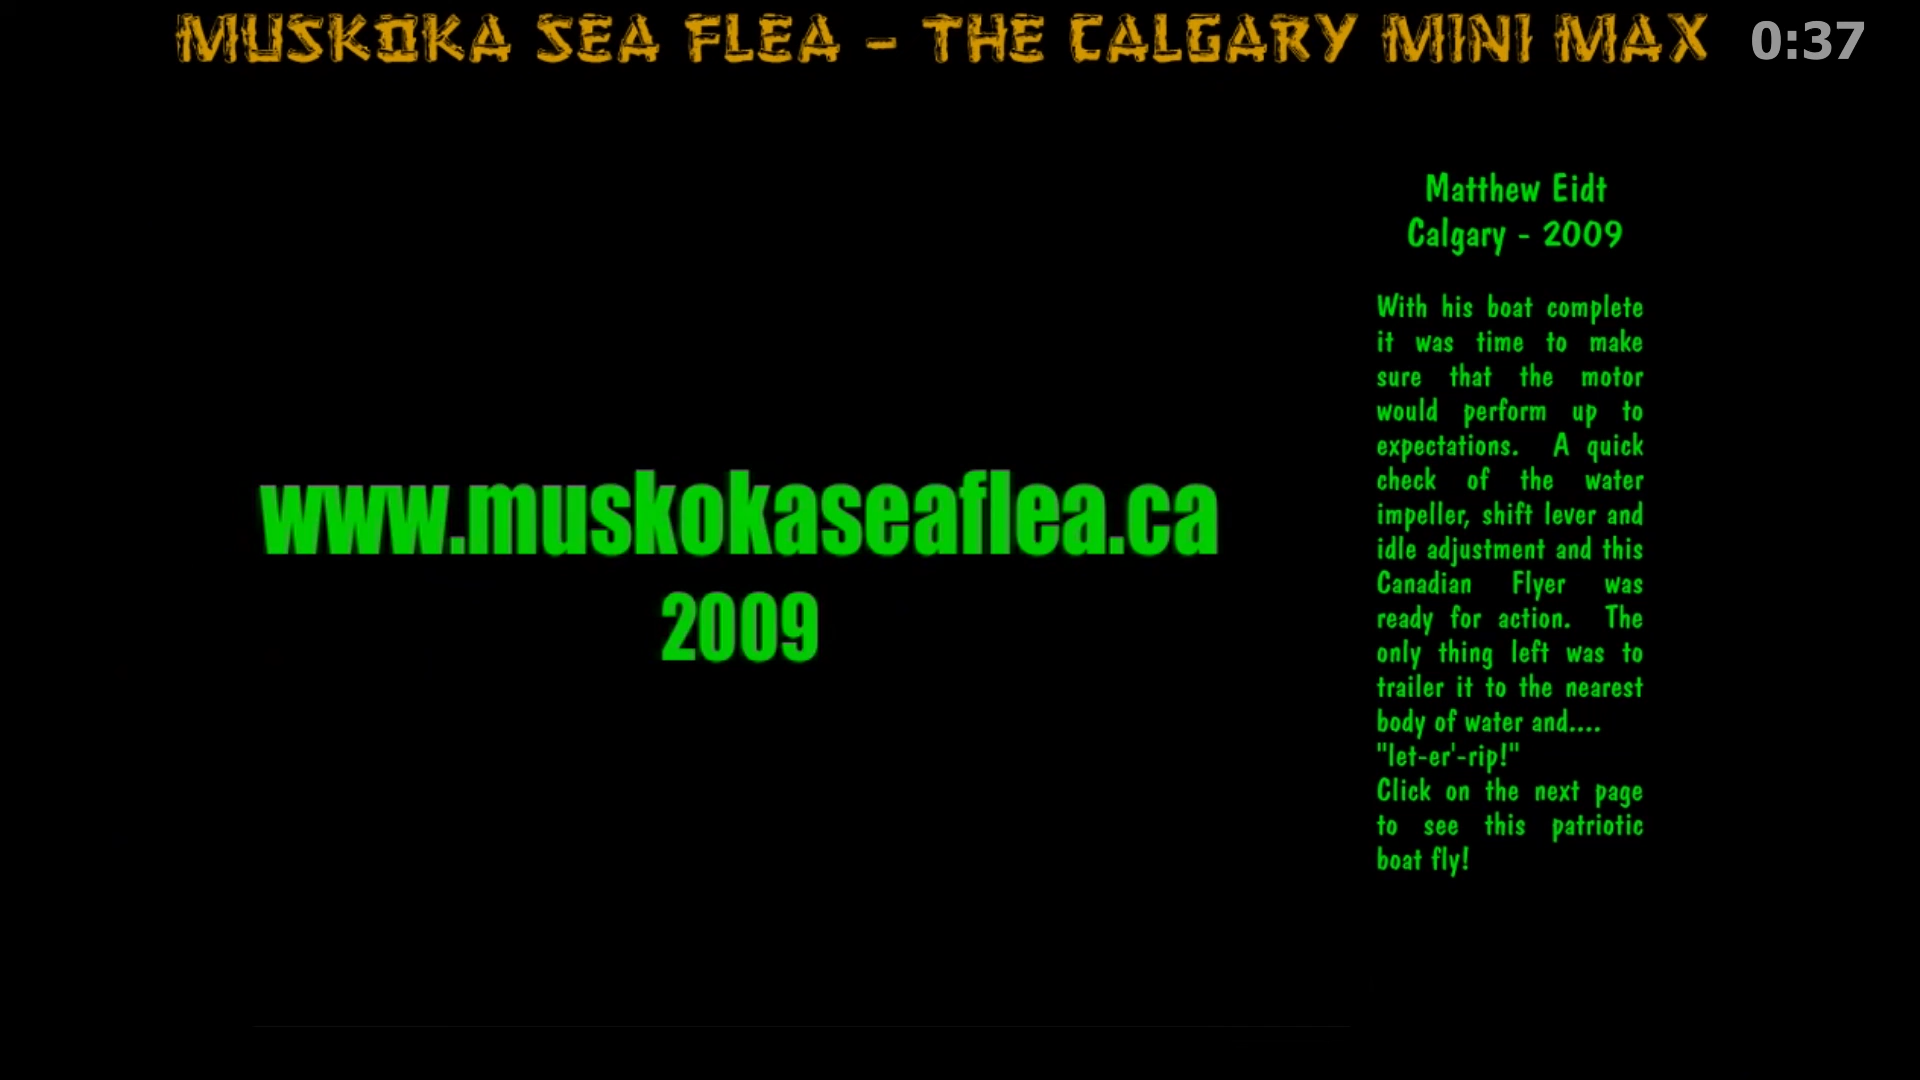 MUSKOKA SEA FLEA - THE CALGARY MINI MAX
0:37
www.muskokaseaflea.ca
2009
Matthew Eidt
Calgary - 2009
With his boat complete
it was time to make
sure that the motor
would perform up to
expectations. A quick
check of the water
impeller, shift lever and
idle adjustment and this
Canadian Flyer was
ready for action. The
only thing left was to
trailer it to the nearest
body of water and....
"let-er'-rip!"
Click on the next page
to see this patriotic
boat fly!